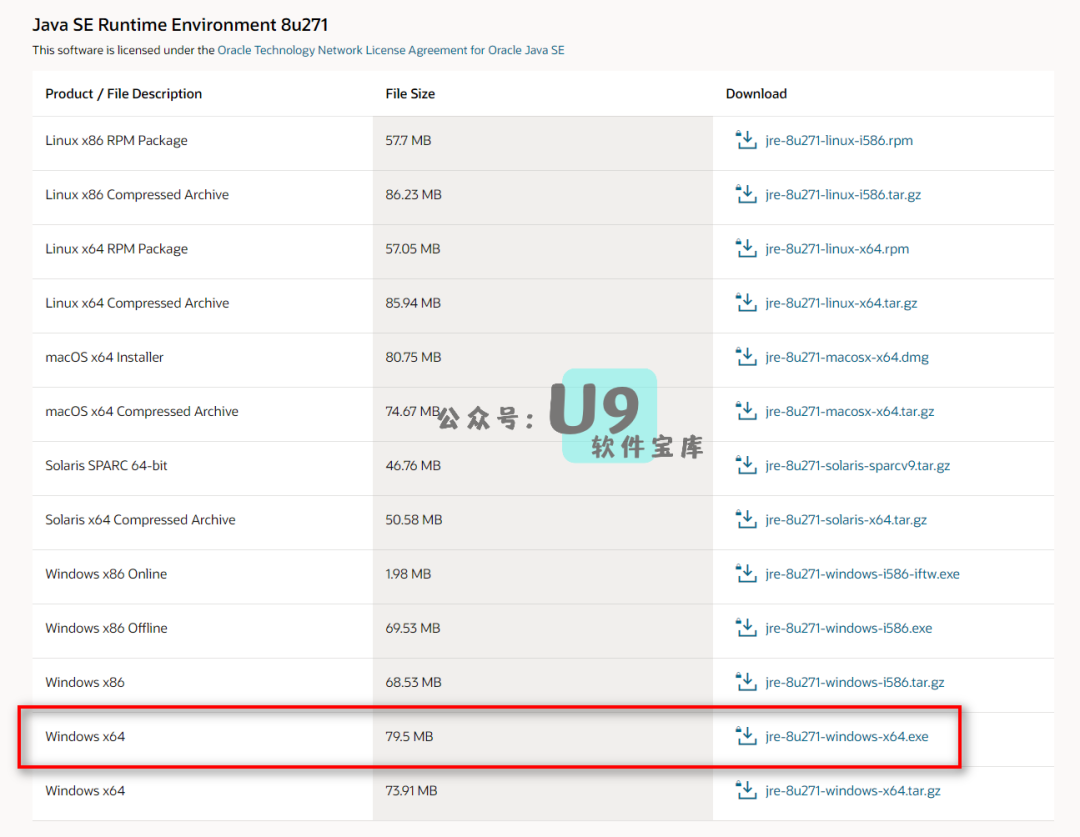 Java SE Runtime Environment 8u271
This software is licensed under the Oracle Technology Network License Agreement for Oracle Java SE
Product / File Description File Size Download
Linux x86 RPM Package 57.7 MB jre-8u271-linux-i586.rpm
Linux x86 Compressed Archive 86.23 MB jre-8u271-linux-i586.tar.gz
Linux x64 RPM Package 57.05 MB jre-8u271-linux-x64.rpm
Linux x64 Compressed Archive 85.94 MB jre-8u271-linux-x64.tar.gz
macOS x64 Installer 80.75 MB jre-8u271-macosx-x64.dmg
macOS x64 Compressed Archive 74.67 MB jre-8u271-macosx-x64.tar.gz
公众号: U9
软件宝库
Solaris SPARC 64-bit 46.76 MB jre-8u271-solaris-sparcv9.tar.gz
Solaris x64 Compressed Archive 50.58 MB jre-8u271-solaris-x64.tar.gz
Windows x86 Online 1.98 MB jre-8u271-windows-i586-iftw.exe
Windows x86 Offline 69.53 MB jre-8u271-windows-i586.exe
Windows x86 68.53 MB jre-8u271-windows-i586.tar.gz
Windows x64 79.5 MB jre-8u271-windows-x64.exe
Windows x64 73.91 MB jre-8u271-windows-x64.tar.gz